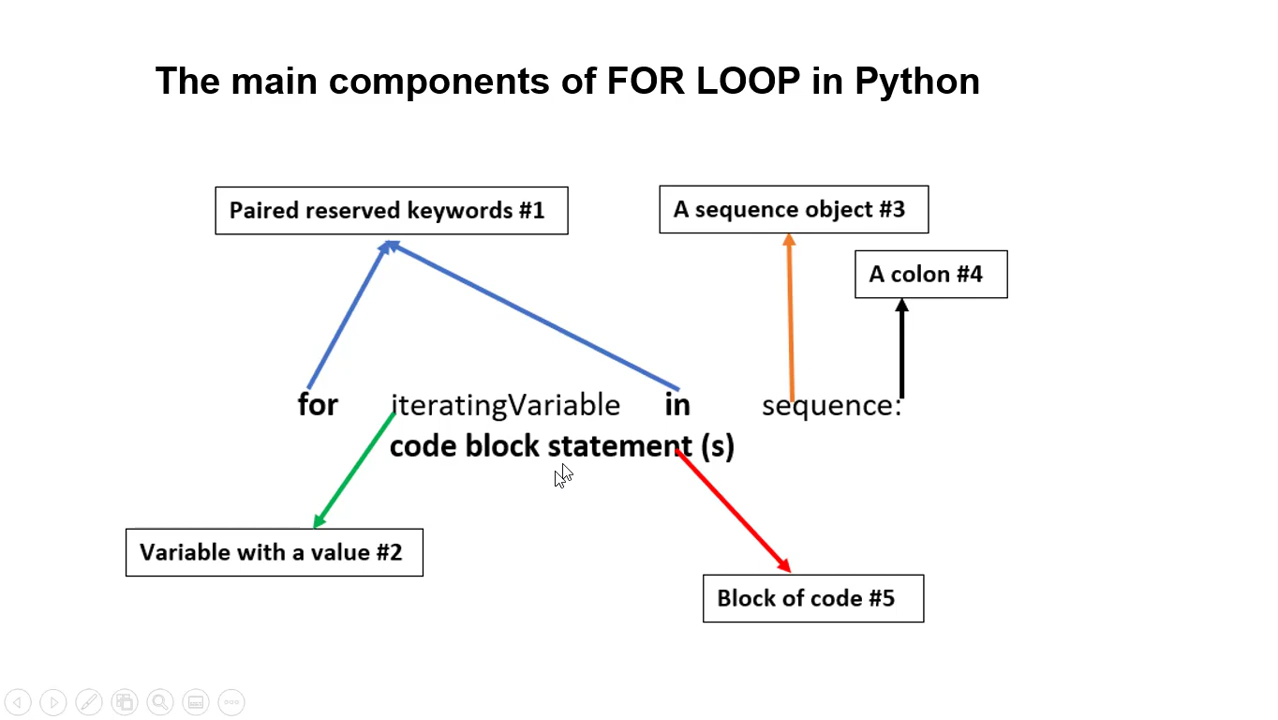 The main components of FOR LOOP in Python
Paired reserved keywords #1
A sequence object #3
A colon #4
for iteratingVariable in sequence:
code block statement (s)
Variable with a value #2
Block of code #5